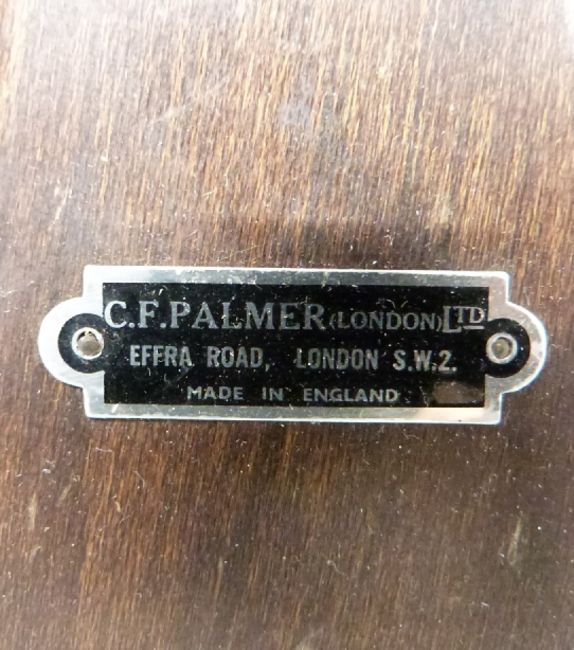 C.F.PALMER (LONDON) LTD
EFFRA ROAD, LONDON S.W.2.
MADE IN ENGLAND